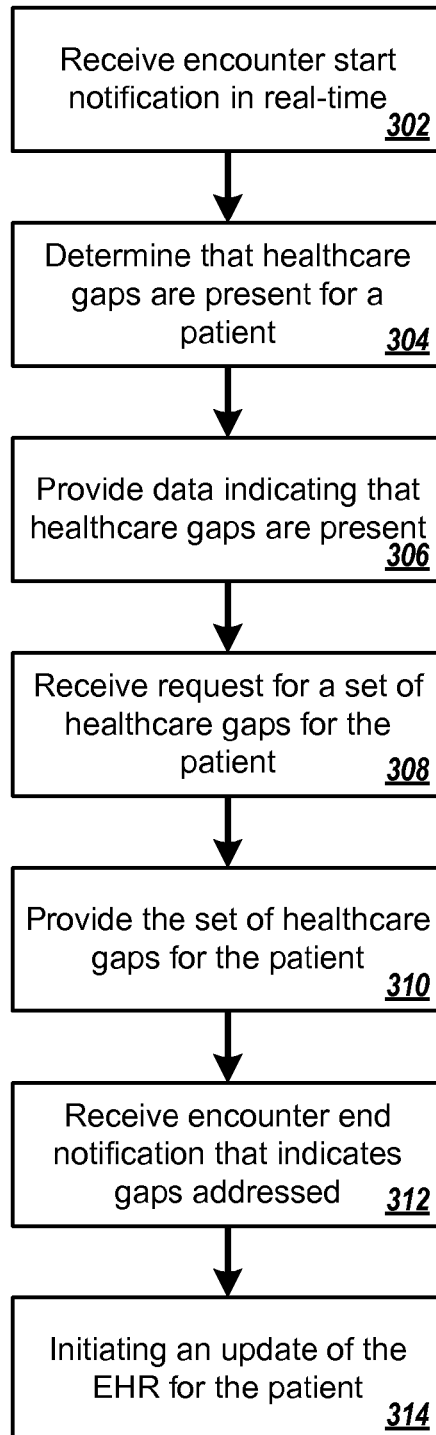 Receive encounter start
notification in real-time
302
Determine that healthcare
gaps are present for a
patient
304
Provide data indicating that
healthcare gaps are present
306
Receive request for a set of
healthcare gaps for the
patient
308
Provide the set of healthcare
gaps for the patient
310
Receive encounter end
notification that indicates
gaps addressed
312
Initiating an update of the
EHR for the patient
314